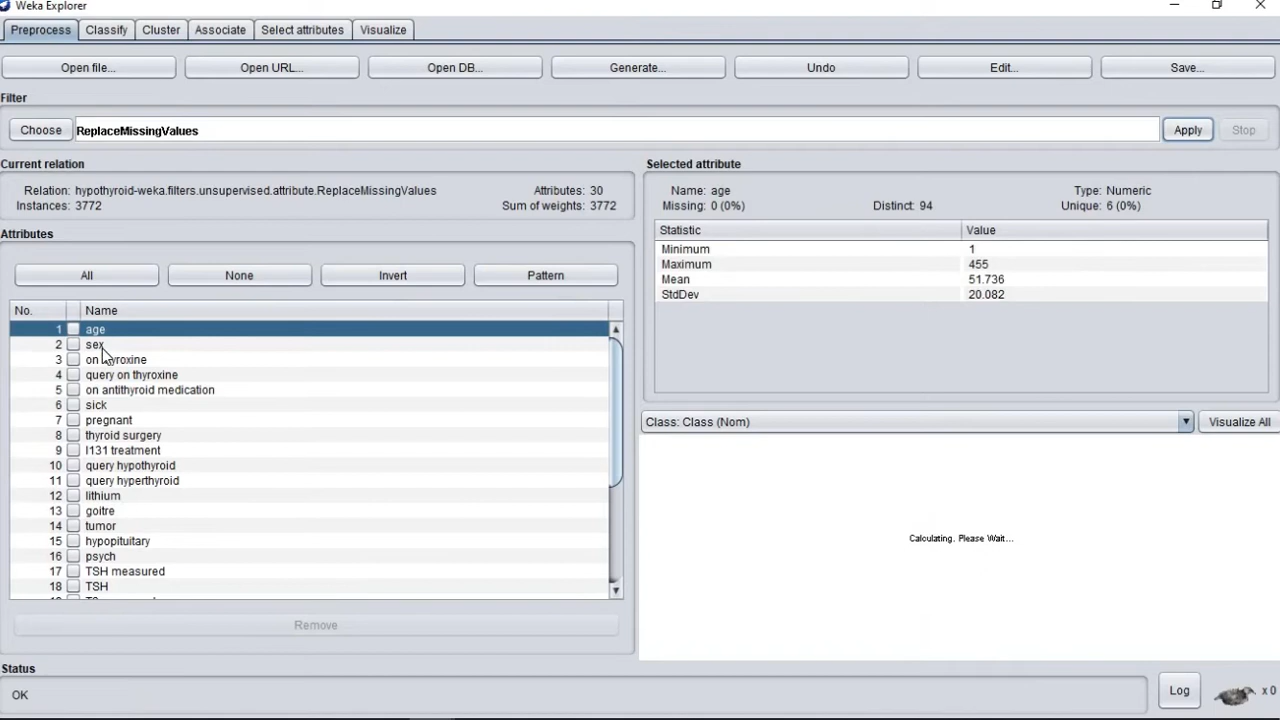 Weka Explorer
Preprocess Classify Cluster Associate Select attributes Visualize
Open file... Open URL... Open DB... Generate... Undo Edit... Save...
Filter
Choose ReplaceMissingValues Apply Stop
Current relation
Relation: hypothyroid-weka.filters.unsupervised.attribute.ReplaceMissingValues Attributes: 30
Instances: 3772 Sum of weights: 3772
Attributes
All None Invert Pattern
No. Name
1 age
2 sex
3 on thyroxine
4 query on thyroxine
5 on antithyroid medication
6 sick
7 pregnant
8 thyroid surgery
9 I131 treatment
10 query hypothyroid
11 query hyperthyroid
12 lithium
13 goitre
14 tumor
15 hypopituitary
16 psych
17 TSH measured
18 TSH
Remove
Selected attribute
Name: age Type: Numeric
Missing: 0 (0%) Distinct: 94 Unique: 6 (0%)
Statistic Value
Minimum 1
Maximum 455
Mean 51.736
StdDev 20.082
Class: Class (Nom) Visualize All
Calculating. Please Wait...
Status
OK Log x 0